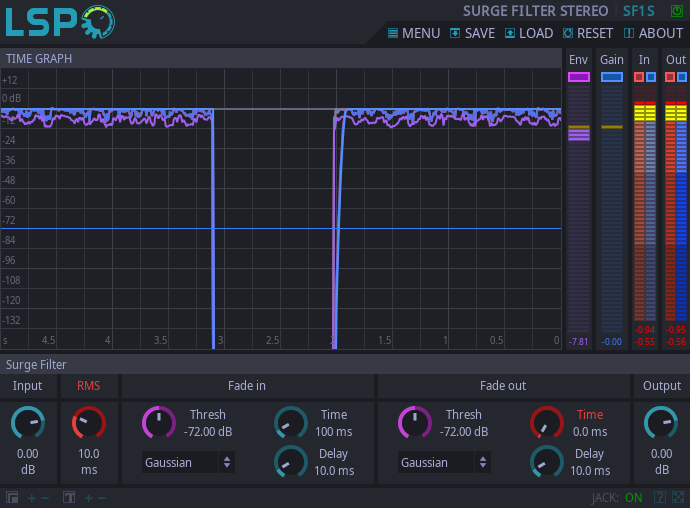 LSP
SURGE FILTER STEREO | SF1S
MENU SAVE LOAD RESET ABOUT
TIME GRAPH
Env Gain In Out
+12
0 dB
-24
-36
-48
-60
-72
-84
-96
-108
-120
-132
s 4.5 4 3.5 3 2.5 2 1.5 1 0.5 0
-7.81 -0.00 -0.94 -0.95
-0.55 -0.56
Surge Filter
Input RMS Fade in Fade out Output
Thresh
-72.00 dB
Time
100 ms
Thresh
-72.00 dB
Time
0.0 ms
0.00
dB
10.0
ms
Gaussian
Delay
10.0 ms
Gaussian
Delay
10.0 ms
0.00
dB
JACK: ON